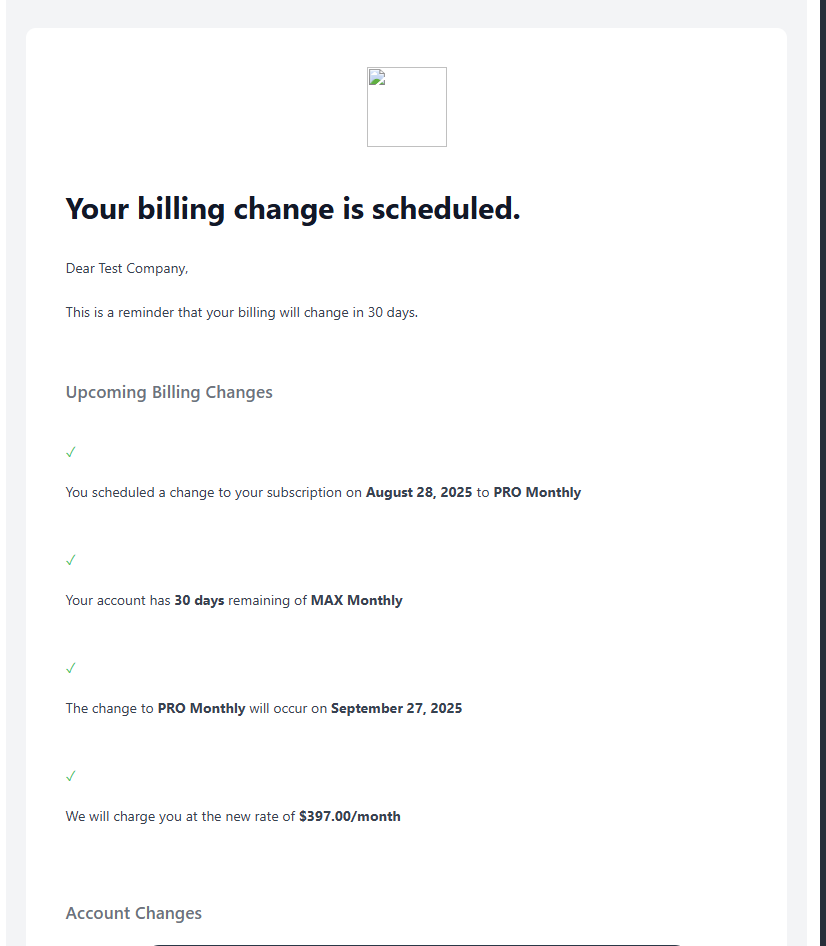 Your billing change is scheduled.
Dear Test Company,
This is a reminder that your billing will change in 30 days.
Upcoming Billing Changes
✓
You scheduled a change to your subscription on August 28, 2025 to PRO Monthly
✓
Your account has 30 days remaining of MAX Monthly
✓
The change to PRO Monthly will occur on September 27, 2025
✓
We will charge you at the new rate of $397.00/month
Account Changes